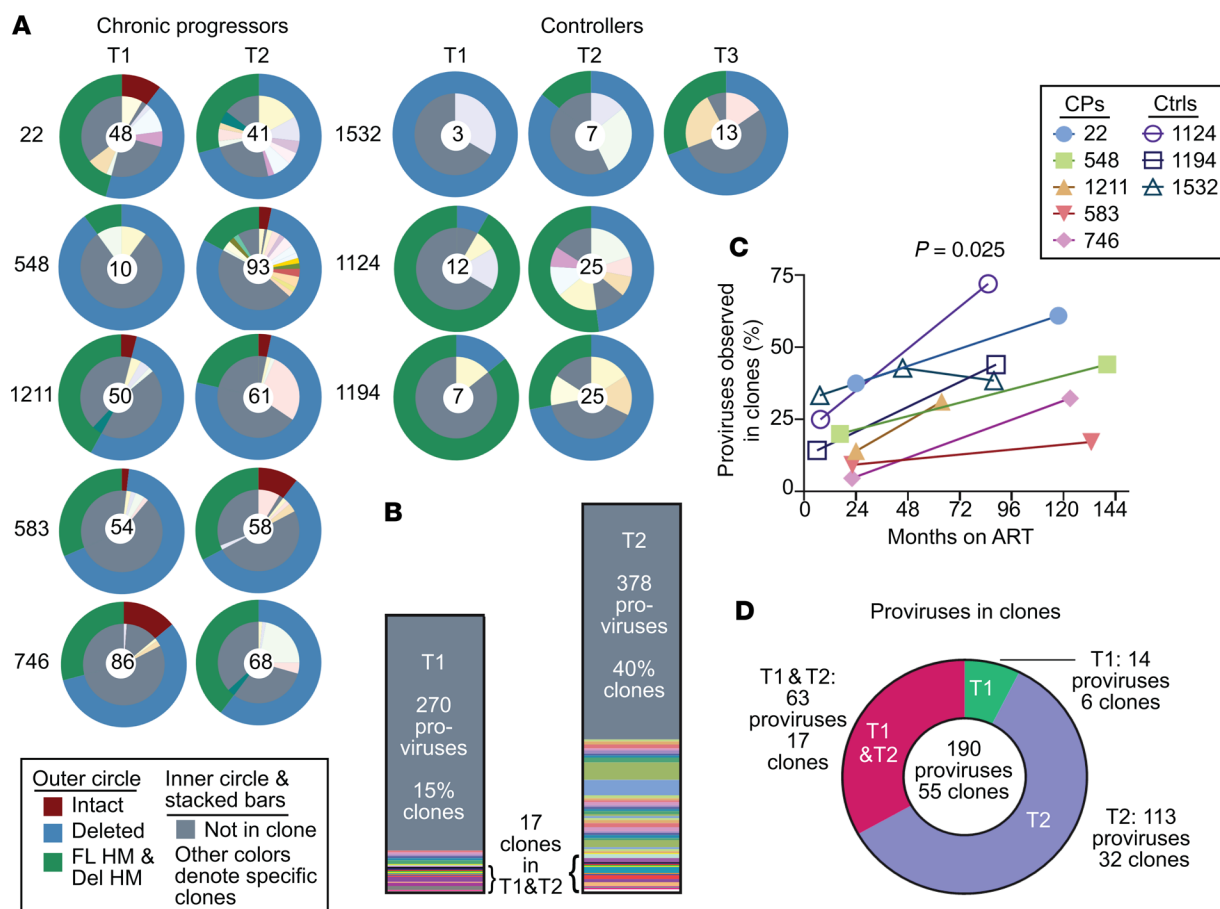 A
Chronic progressors
T1
T2
Controllers
T1
T2
T3
22
48
41
1532
3
7
13
548
10
93
1124
12
25
1211
50
61
1194
7
25
583
54
58
746
86
68
Outer circle
Intact
Deleted
FL HM &
Del HM
Inner circle &
stacked bars
Not in clone
Other colors
denote specific
clones
B
T1
270
pro-
viruses
15%
clones
17
clones
in
T1&T2
T2
378
pro-
viruses
40%
clones
CPs
22
548
1211
583
746
Ctrls
1124
1194
1532
C
P = 0.025
Proviruses observed
in clones (%)
75
50
25
0
0
24
48
72
96
120
144
Months on ART
D
Proviruses in clones
T1 & T2:
63
proviruses
17
clones
T1
&T2
T1
T2
190
proviruses
55 clones
T1: 14
proviruses
6 clones
T2: 113
proviruses
32 clones